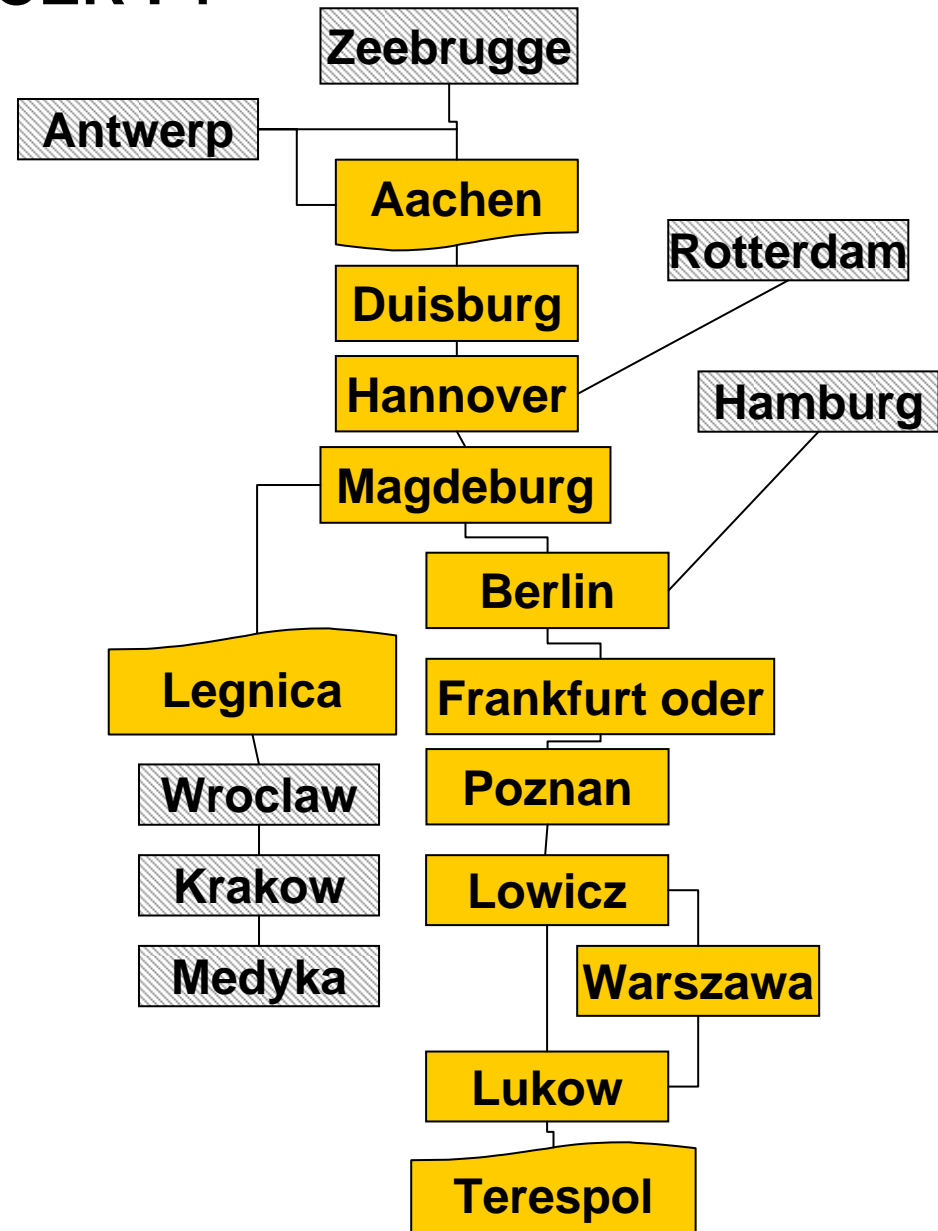 Zeebrugge
Antwerp
Aachen
Rotterdam
Duisburg
Hannover
Hamburg
Magdeburg
Berlin
Legnica
Frankfurt oder
Wroclaw
Poznan
Krakow
Lowicz
Medyka
Warszawa
Lukow
Terespol